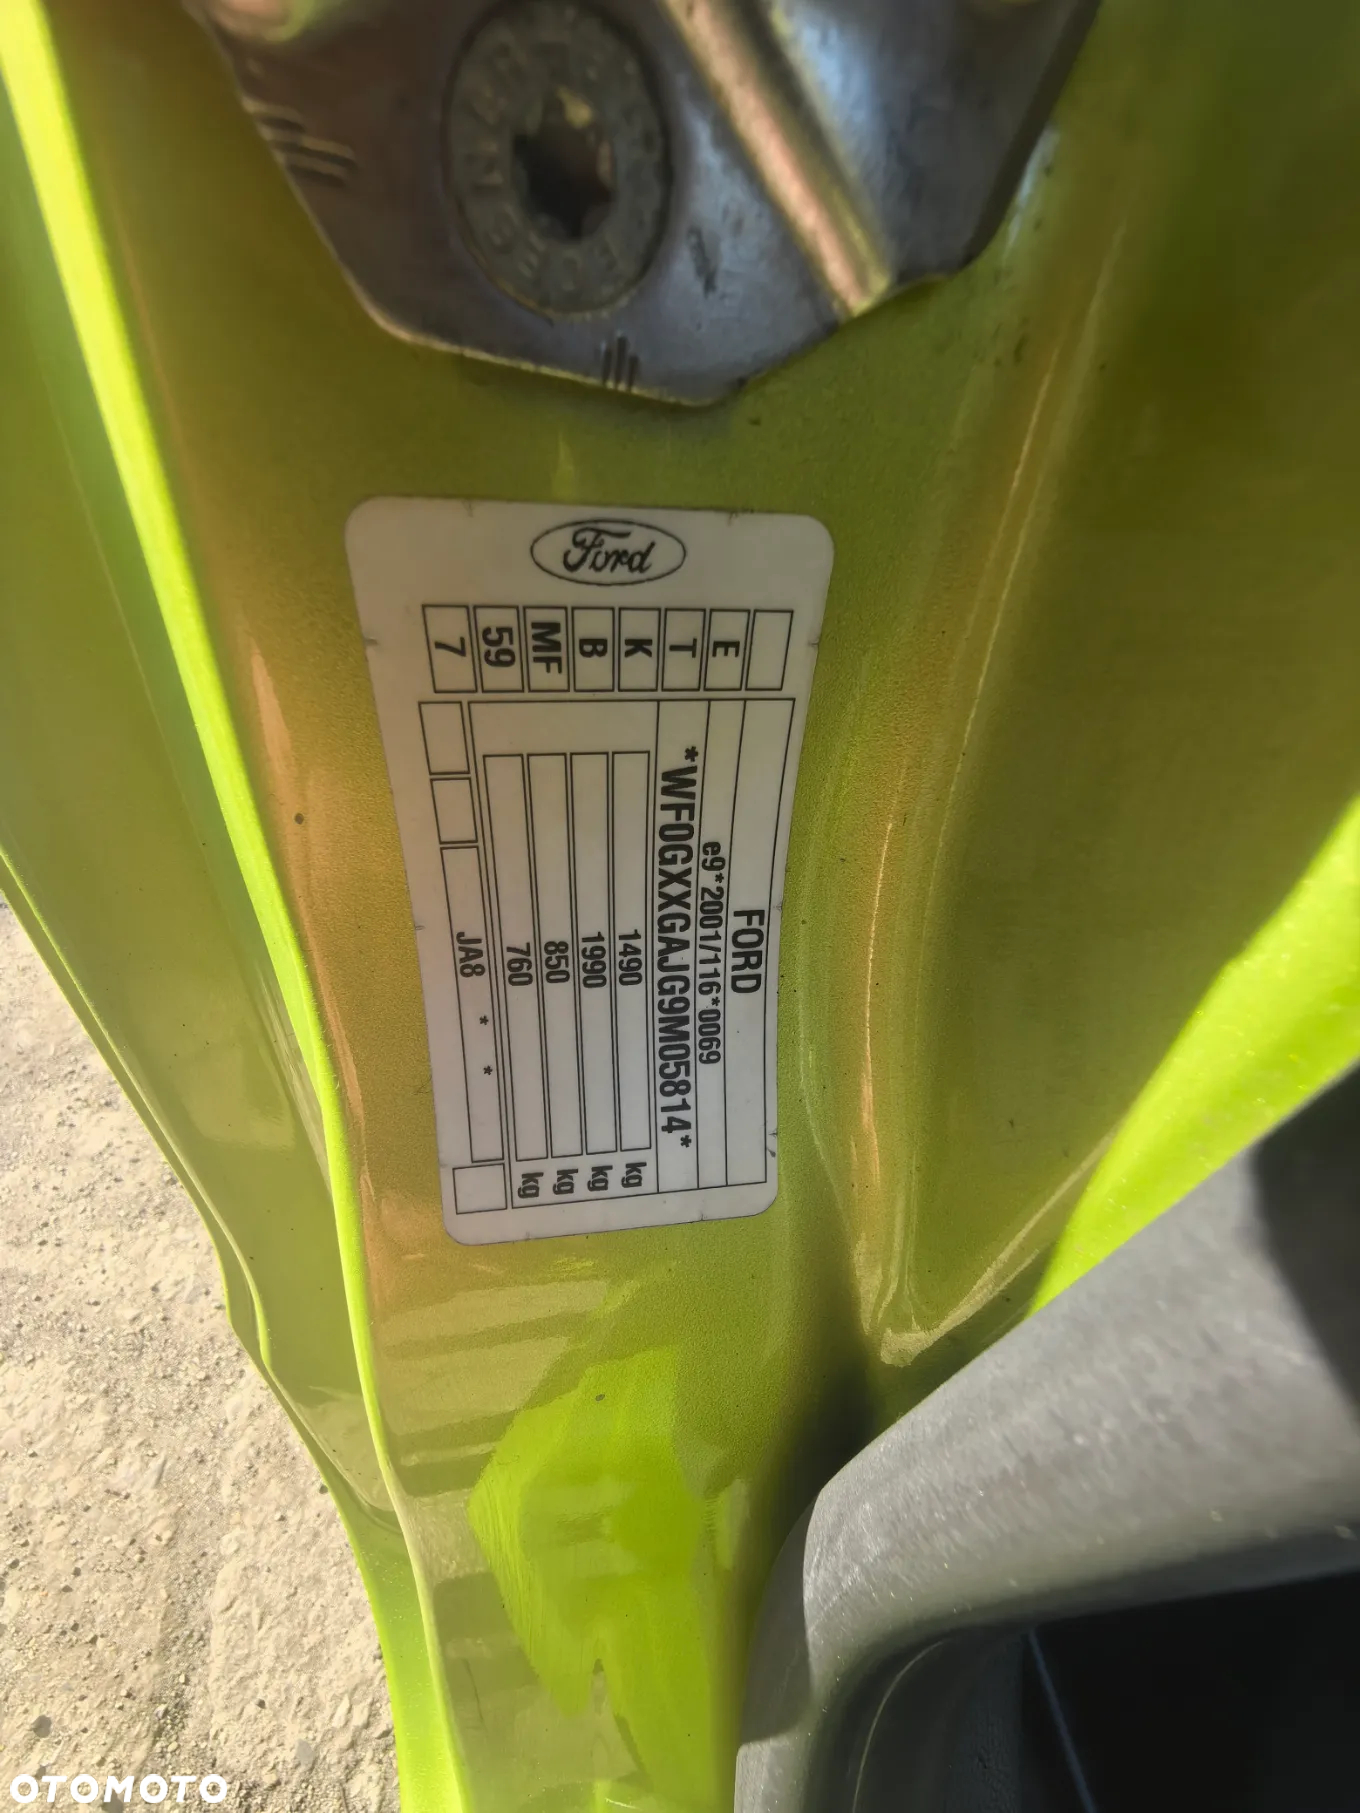 Ford
FORD
E e9*2001/116*0069
T *WF0GXXGAJG9M05814*
K 1490 kg
B 1990 kg
MF 850 kg
59 760 kg
7 JA8 * *
OTOMOTO